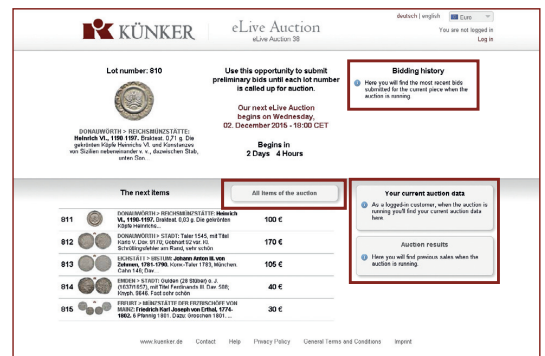 deutsch | english
Euro
You are not logged in
Log in
KÜNKER
eLive Auction
eLive Auction 38
Lot number: 810
DONAUWÖRTH > REICHSMÜNZSTÄTTE:
Heinrich VI., 1190-1197. Brakteat. 0,71 g. Die
gekrönten Köpfe Heinrichs VI. und Konstanzes
von Sizilien nebeneinander v. v., dazwischen Stab,
unten San...
Use this opportunity to submit
preliminary bids until each lot number
is called up for auction.
Our next eLive Auction
begins on Wednesday,
02. December 2015 - 18:00 CET
Begins in
2 Days 4 Hours
Bidding history
Here you will find the most recent bids
submitted for the current piece when the
auction is running.
The next items
All items of the auction
811
DONAUWÖRTH > REICHSMÜNZSTÄTTE: Heinrich
VI., 1190-1197. Brakteat. 0,83 g. Die gekrönten
Köpfe Heinrichs...
100 €
812
DONAUWÖRTH > STADT: Taler 1545, mit Titel
Karls V. Dav. 9170; Gebhart 82 var. Kl.
Schrötlingsfehler am Rand, sehr schön
170 €
813
EICHSTÄTT > BISTUM: Johann Anton III. von
Zehmen, 1781-1790. Konv.-Taler 1783, München.
Cahn 148; Dav...
105 €
814
EMDEN > STADT: Gulden (28 Stüber) o. J.
(1637/1657), mit Titel Ferdinands III. Dav. 508;
Knyph. 9846. Fast sehr schön
40 €
815
ERFURT > MÜNZSTÄTTE DER ERZBISCHÖFE VON
MAINZ: Friedrich Karl Joseph von Erthal, 1774-
1802. 6 Pfennig 1801. Dazu: Groschen 1801. ...
30 €
Your current auction data
As a logged-in customer, when the auction is
running you'll find your current auction data
here.
Auction results
Here you will find previous sales when the
auction is running.
www.kuenker.de Contact Help Privacy Policy General Terms and Conditions Imprint